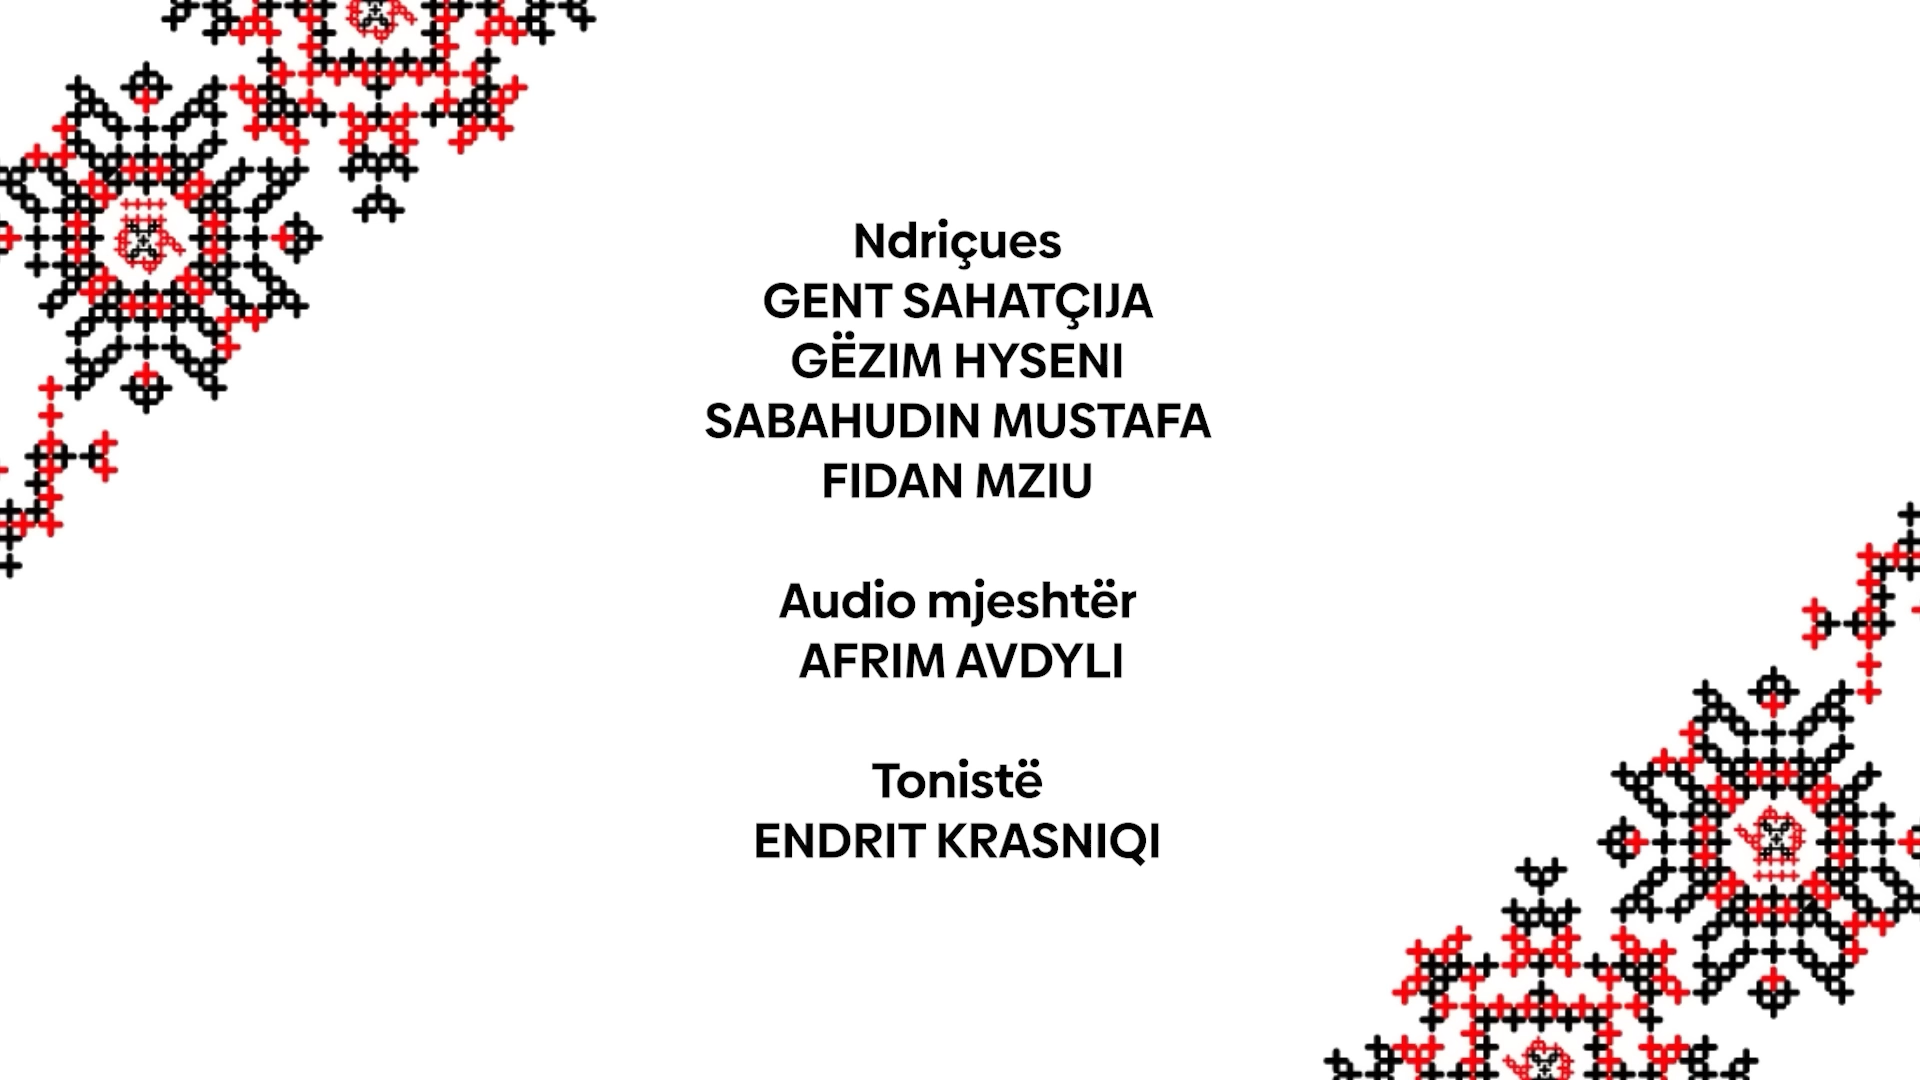 Ndriçues
GENT SAHATÇIJA
GËZIM HYSENI
SABAHUDIN MUSTAFA
FIDAN MZIU
Audio mjeshtër
AFRIM AVDYLI
Tonistë
ENDRIT KRASNIQI